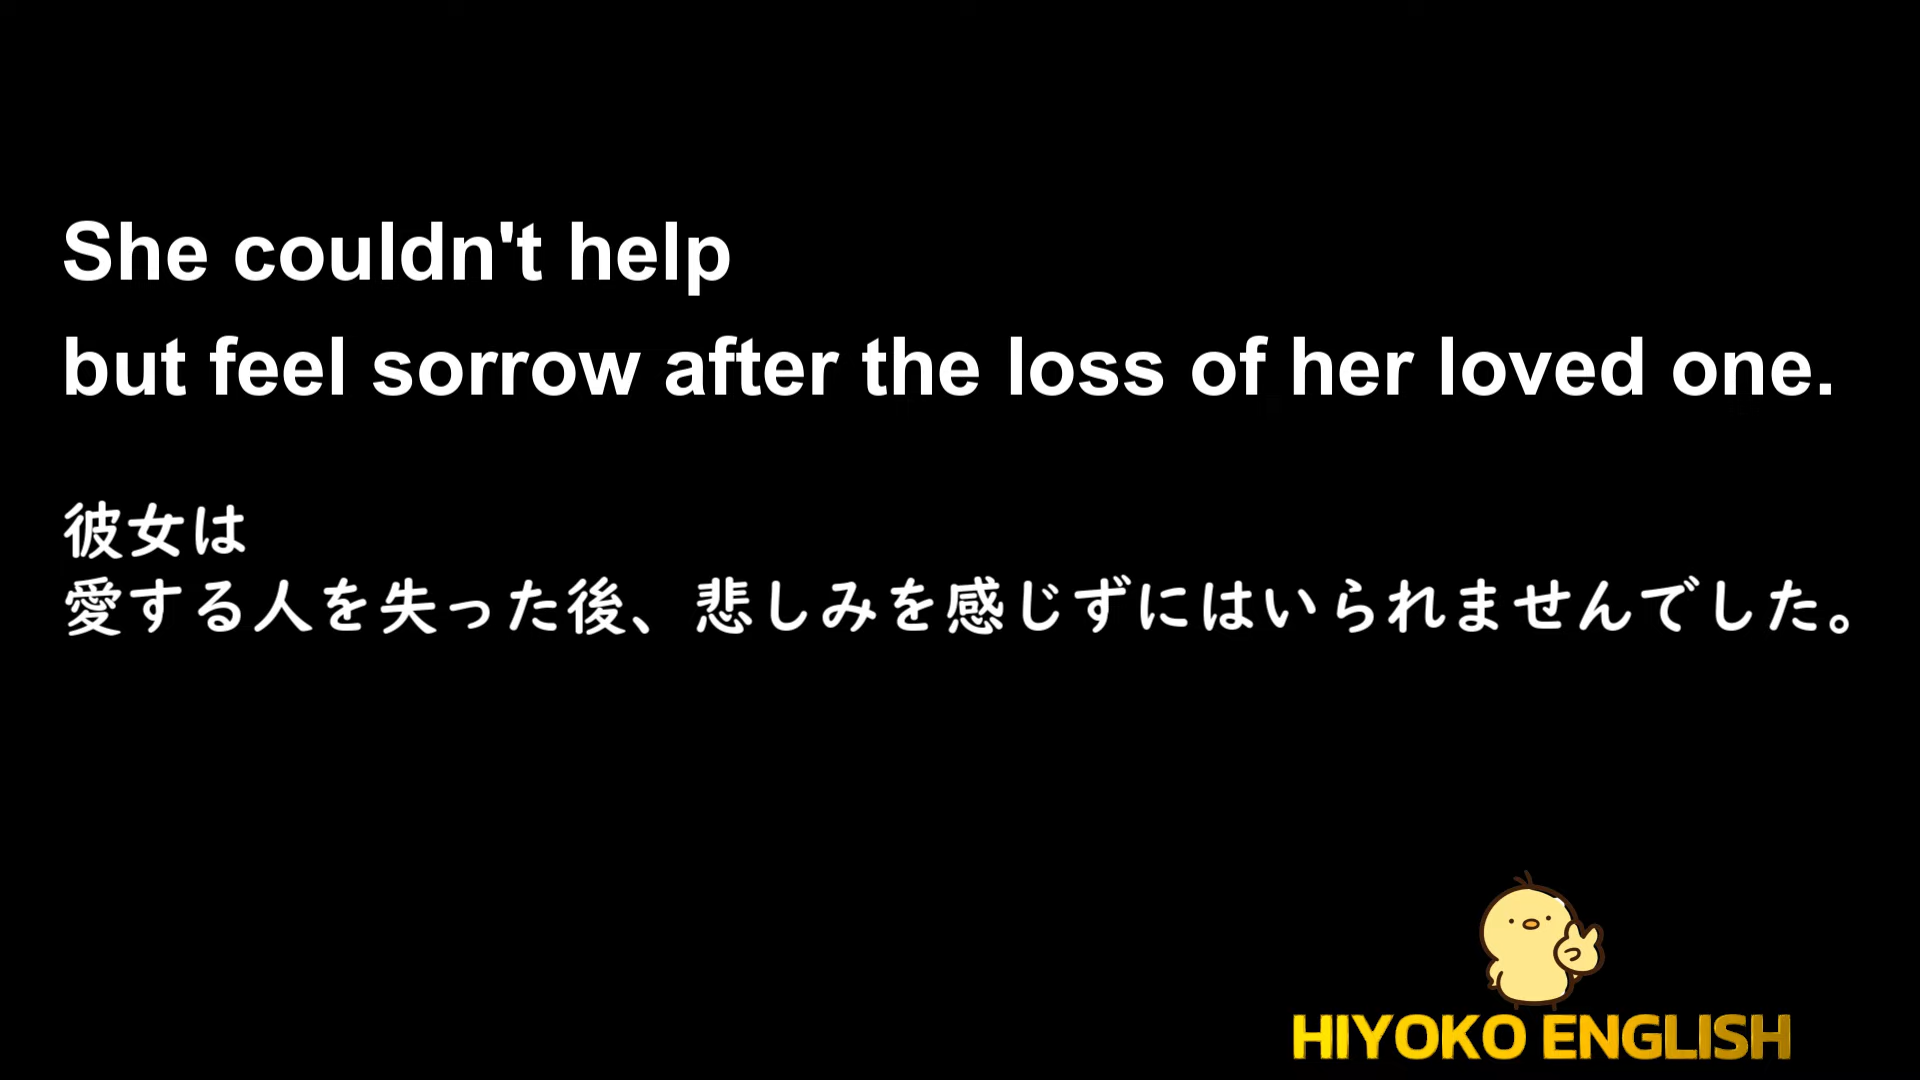 She couldn't help
but feel sorrow after the loss of her loved one.
彼女は
愛する人を失った後、悲しみを感じずにはいられませんでした。
HIYOKO ENGLISH